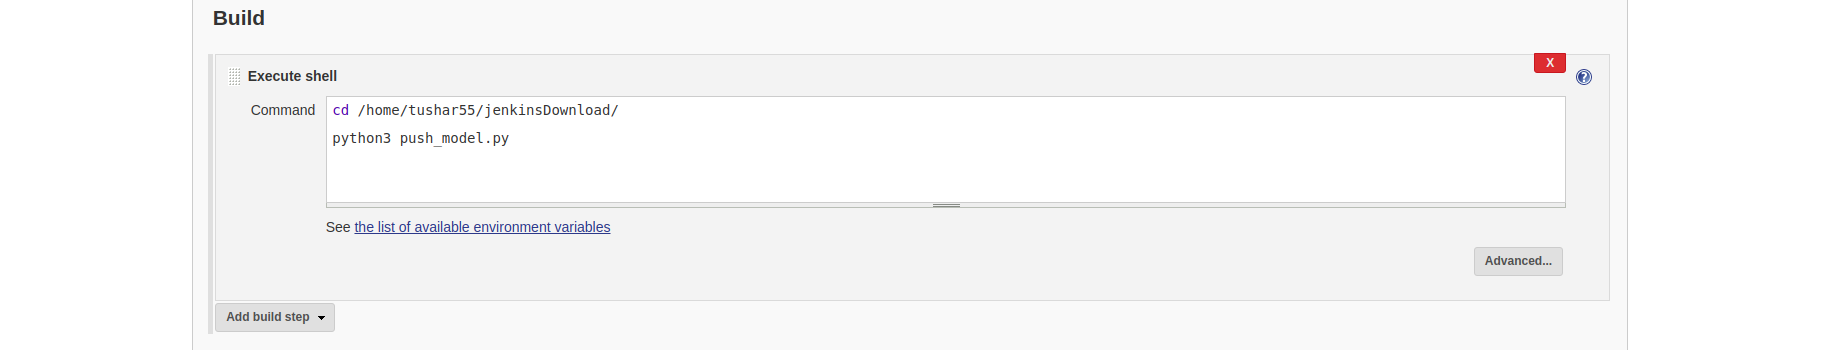 Build
Execute shell
X
?
Command
cd /home/tushar55/jenkinsDownload/
python3 push_model.py
See the list of available environment variables
Advanced...
Add build step